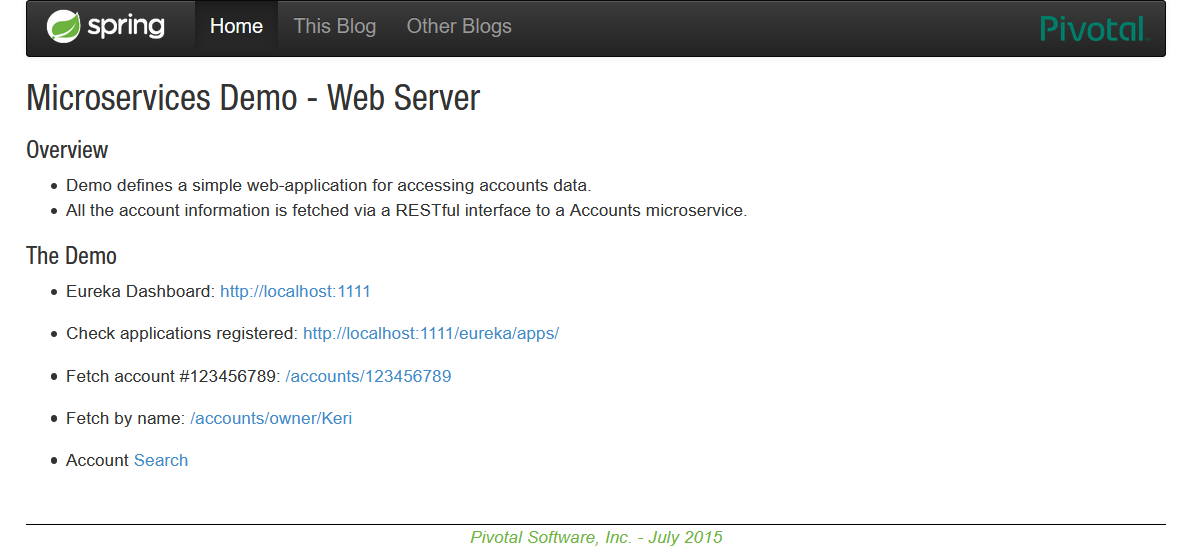 spring Home This Blog Other Blogs Pivotal
Microservices Demo - Web Server
Overview
Demo defines a simple web-application for accessing accounts data.
All the account information is fetched via a RESTful interface to a Accounts microservice.
The Demo
Eureka Dashboard: http://localhost:1111
Check applications registered: http://localhost:1111/eureka/apps/
Fetch account #123456789: /accounts/123456789
Fetch by name: /accounts/owner/Keri
Account Search
Pivotal Software, Inc. - July 2015